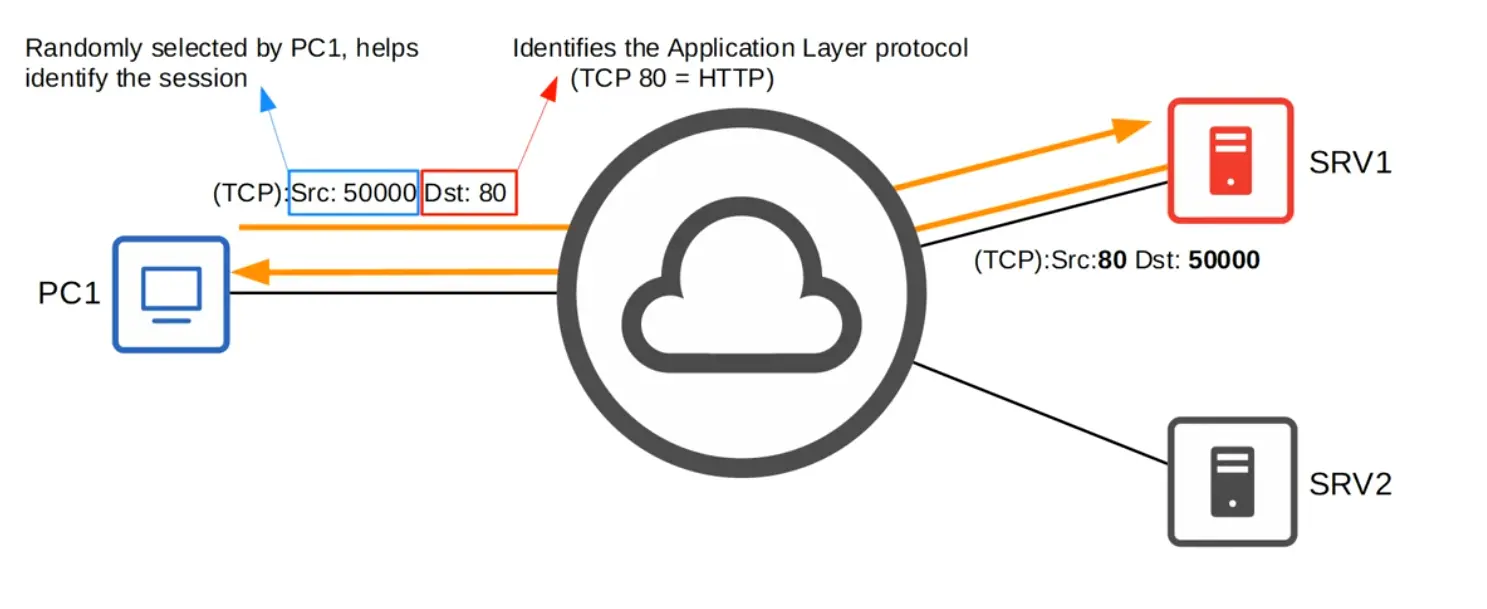 Randomly selected by PC1, helps
identify the session
Identifies the Application Layer protocol
(TCP 80 = HTTP)
(TCP):Src: 50000 Dst: 80
PC1
SRV1
(TCP):Src:80 Dst: 50000
SRV2